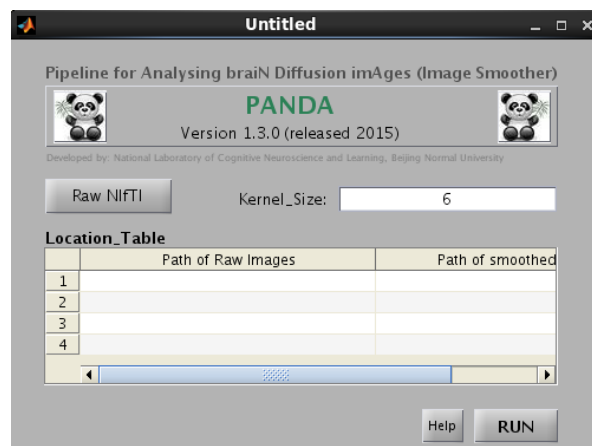 Untitled
Pipeline for Analysing braiN Diffusion imAges (Image Smoother)
PANDA
Version 1.3.0 (released 2015)
Developed by: National Laboratory of Cognitive Neuroscience and Learning, Beijing Normal University
Raw NIfTI
Kernel_Size:
6
Location_Table
Path of Raw Images
Path of smoothed
1
2
3
4
Help
RUN